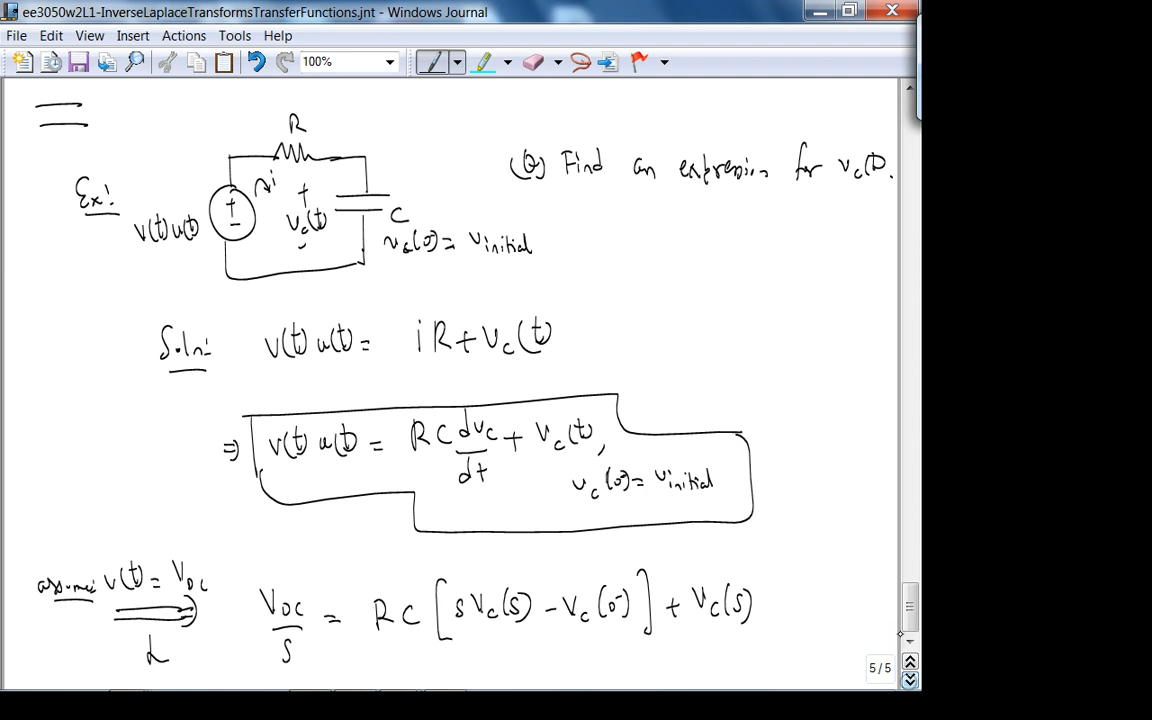 ee3050w2L1-InverseLaplaceTransformsTransferFunctions.jnt - Windows Journal
File Edit View Insert Actions Tools Help
100%
R
(Q) Find an expression for vc(t).
Ex:
i
+
+
-
V(t)u(t)
Vc(t)
-
C
vc(0⁻) = Vinitial
Soln:
V(t)u(t) = iR + Vc(t)
⇒ V(t)u(t) = RC dVc/dt + Vc(t),
vc(0⁻) = Vinitial
assume: V(t) = VDC
VDC/S = RC [SVc(S) - Vc(0⁻)] + Vc(S)
L
5/5